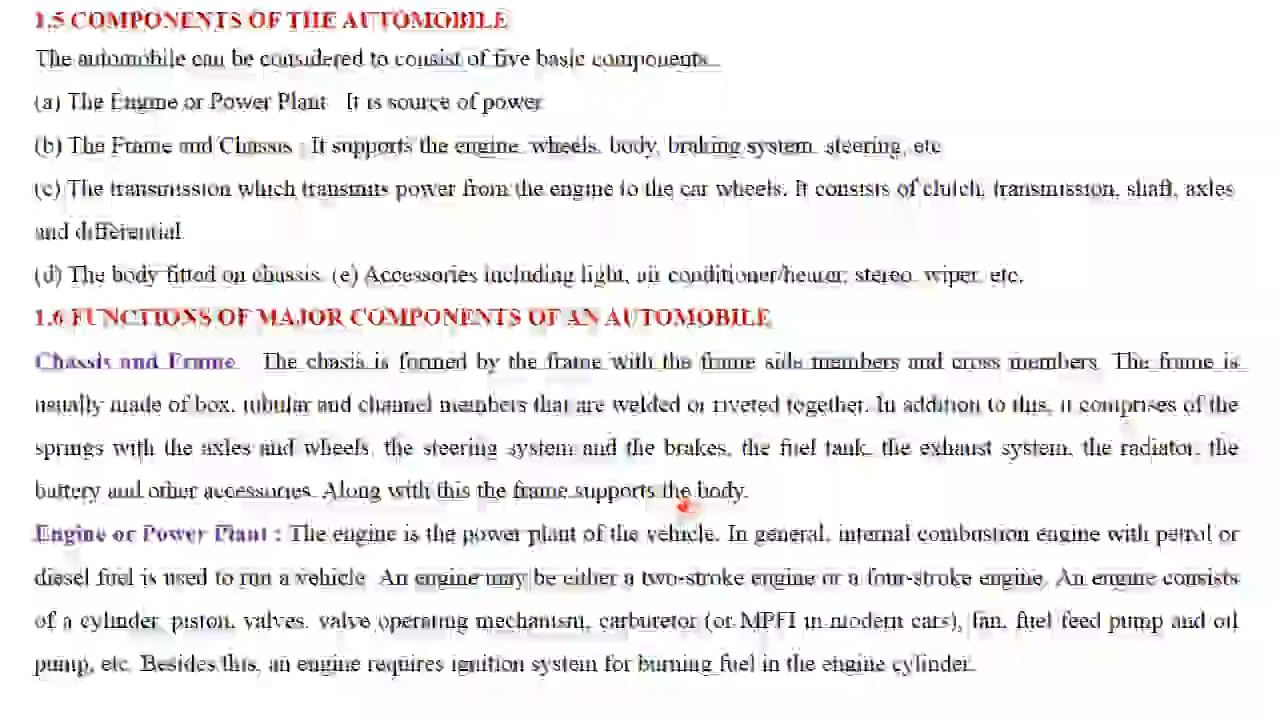 1.5 COMPONENTS OF THE AUTOMOBILE
The automobile can be considered to consist of five basic components.
(a) The Engine or Power Plant It is source of power
(b) The Frame and Chassis : It supports the engine, wheels, body, braking system, steering, etc
(c) The transmission which transmits power from the engine to the car wheels. It consists of clutch, transmission, shaft, axles
and differential
(d) The body fitted on chassis. (e) Accessories including light, air conditioner/heater, stereo, wiper, etc.
1.6 FUNCTIONS OF MAJOR COMPONENTS OF AN AUTOMOBILE
Chassis and Frame The chasis is formed by the frame with the frame side members and cross members. The frame is
usually made of box, tubular and channel members that are welded or riveted together. In addition to this, it comprises of the
springs with the axles and wheels, the steering system and the brakes, the fuel tank, the exhaust system, the radiator, the
battery and other accessories. Along with this the frame supports the body.
Engine or Power Plant : The engine is the power plant of the vehicle. In general, internal combustion engine with petrol or
diesel fuel is used to run a vehicle. An engine may be either a two-stroke engine or a four-stroke engine. An engine consists
of a cylinder, piston, valves, valve operating mechanism, carburetor (or MPFI in modern cars), fan, fuel feed pump and oil
pump, etc. Besides this, an engine requires ignition system for burning fuel in the engine cylinder.